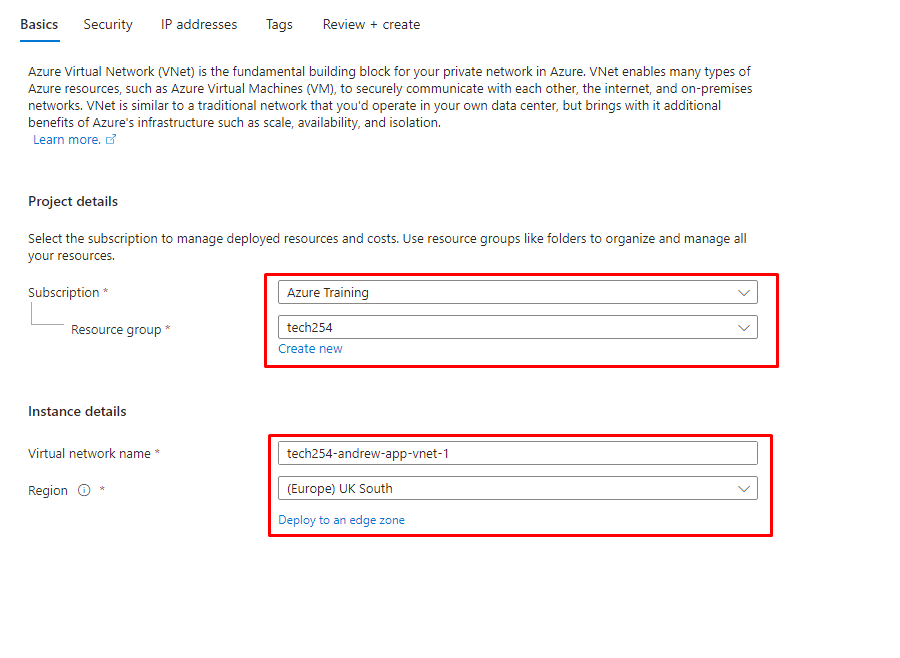 Basics Security IP addresses Tags Review + create
Azure Virtual Network (VNet) is the fundamental building block for your private network in Azure. VNet enables many types of
Azure resources, such as Azure Virtual Machines (VM), to securely communicate with each other, the internet, and on-premises
networks. VNet is similar to a traditional network that you'd operate in your own data center, but brings with it additional
benefits of Azure's infrastructure such as scale, availability, and isolation.
Learn more.
Project details
Select the subscription to manage deployed resources and costs. Use resource groups like folders to organize and manage all
your resources.
Subscription * Azure Training
Resource group * tech254
Create new
Instance details
Virtual network name * tech254-andrew-app-vnet-1
Region * (Europe) UK South
Deploy to an edge zone